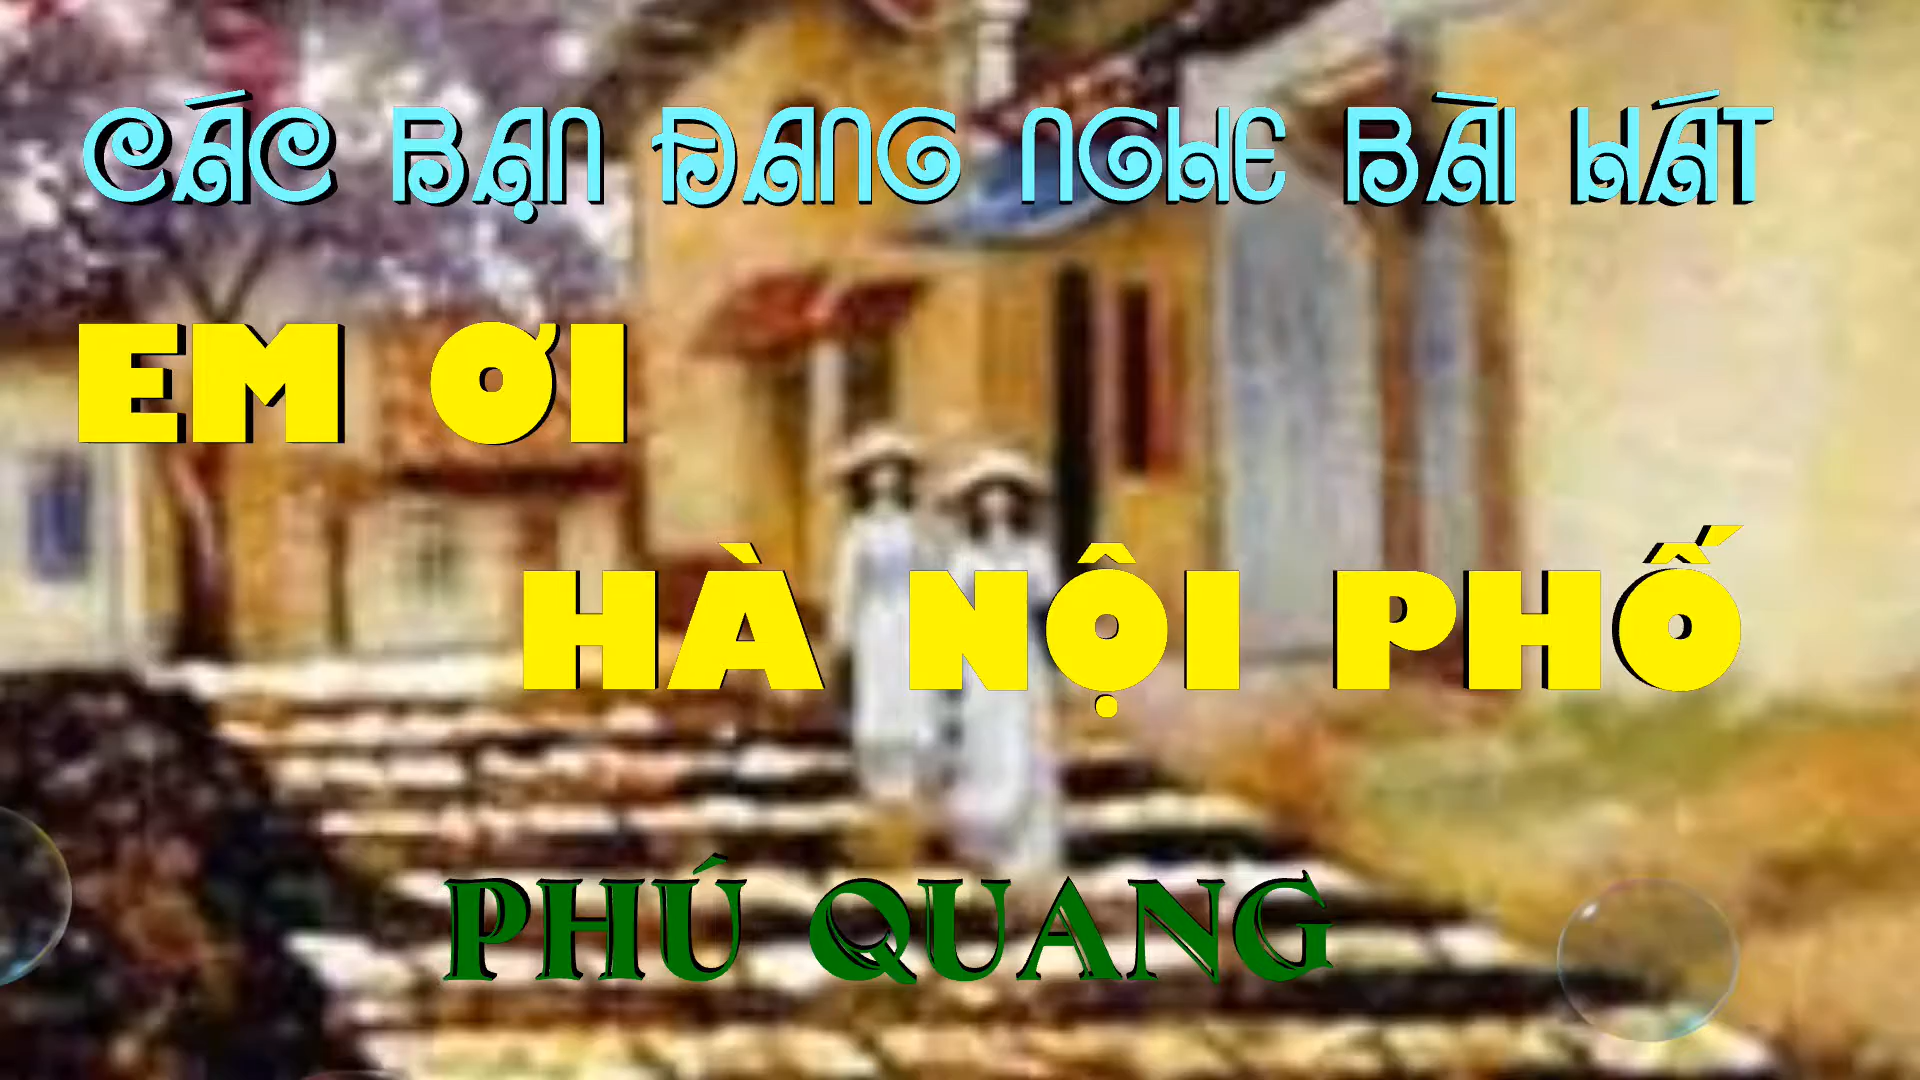 CÁC BẠN ĐANG NGHE BÀI HÁT
EM ƠI
HÀ NỘI PHỐ
PHÚ QUANG